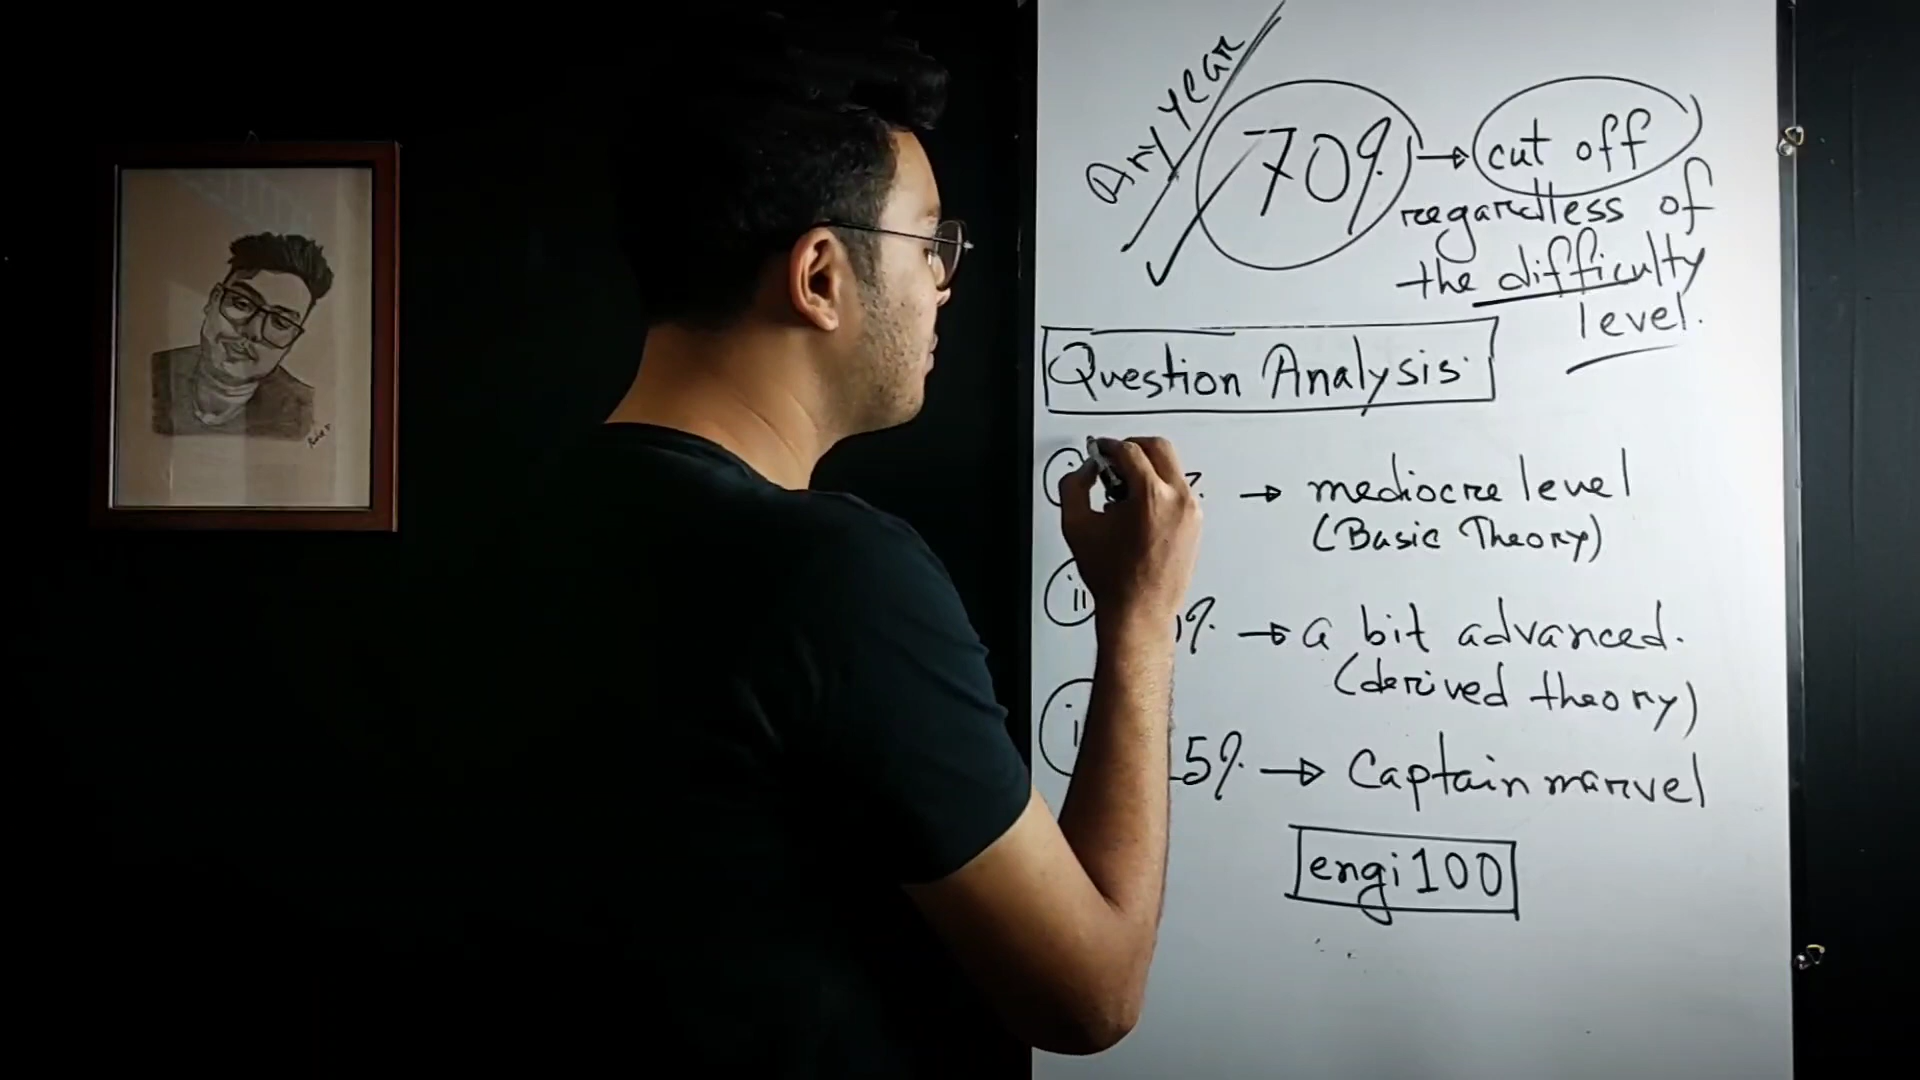 Any year
70% → cut off
regardless of
the difficulty
level.
Question Analysis
→ mediocre level
(Basic Theory)
ii % → a bit advanced.
(derived theory)
5% → Captain marvel
engi100